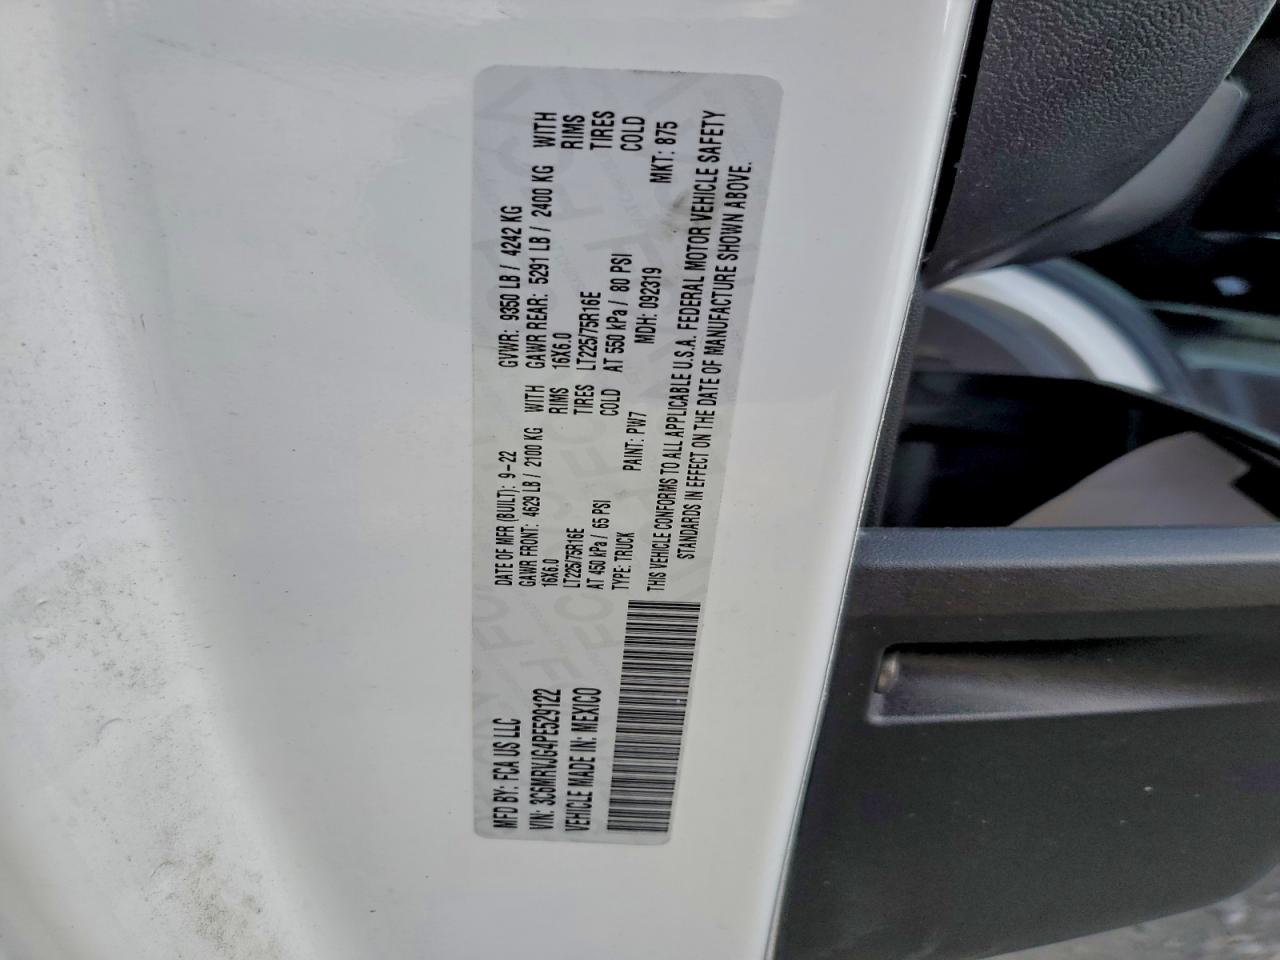 MFD BY: FCA US LLC
DATE OF MFR (BUILT): 9-22
GVWR: 9350 LB / 4242 KG
VIN: 3C6MRVJG4PE529122
GAWR FRONT: 4629 LB / 2100 KG WITH
GAWR REAR: 5291 LB / 2400 KG WITH
VEHICLE MADE IN: MEXICO
16X6.0 RIMS
16X6.0 RIMS
LT225/75R16E TIRES
LT225/75R16E TIRES
AT 450 kPa / 65 PSI COLD
AT 550 kPa / 80 PSI COLD
TYPE: TRUCK PAINT: PW7 MDH: 092319 MKT: 875
THIS VEHICLE CONFORMS TO ALL APPLICABLE U.S.A. FEDERAL MOTOR VEHICLE SAFETY
STANDARDS IN EFFECT ON THE DATE OF MANUFACTURE SHOWN ABOVE.